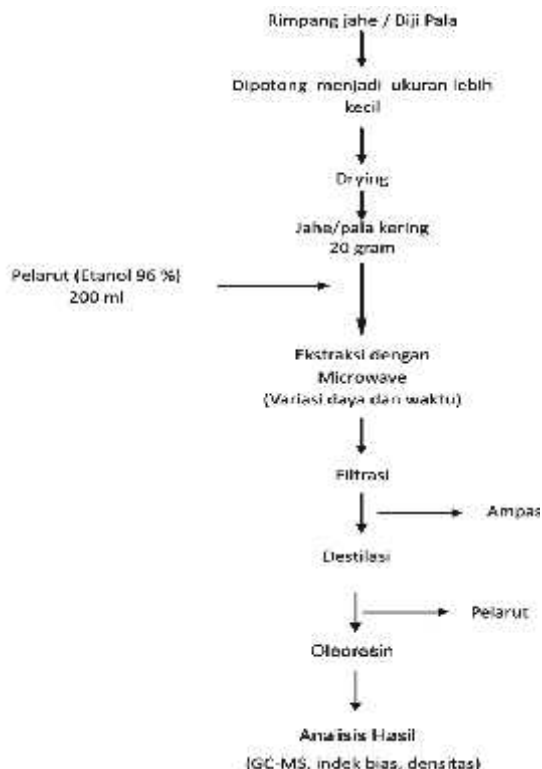 Rimpang jahe / Biji Pala
Dipotong menjadi ukuran lebih
kecil
Drying
Jahe/pala kering
20 gram
Pelarut (Etanol 96 %)
200 ml
Ekstraksi dengan
Microwave
(Variasi daya dan waktu)
Filtrasi
Ampas
Destilasi
Pelarut
Oleoresin
Analisis Hasil
(GC-MS, indek bias, densitas)